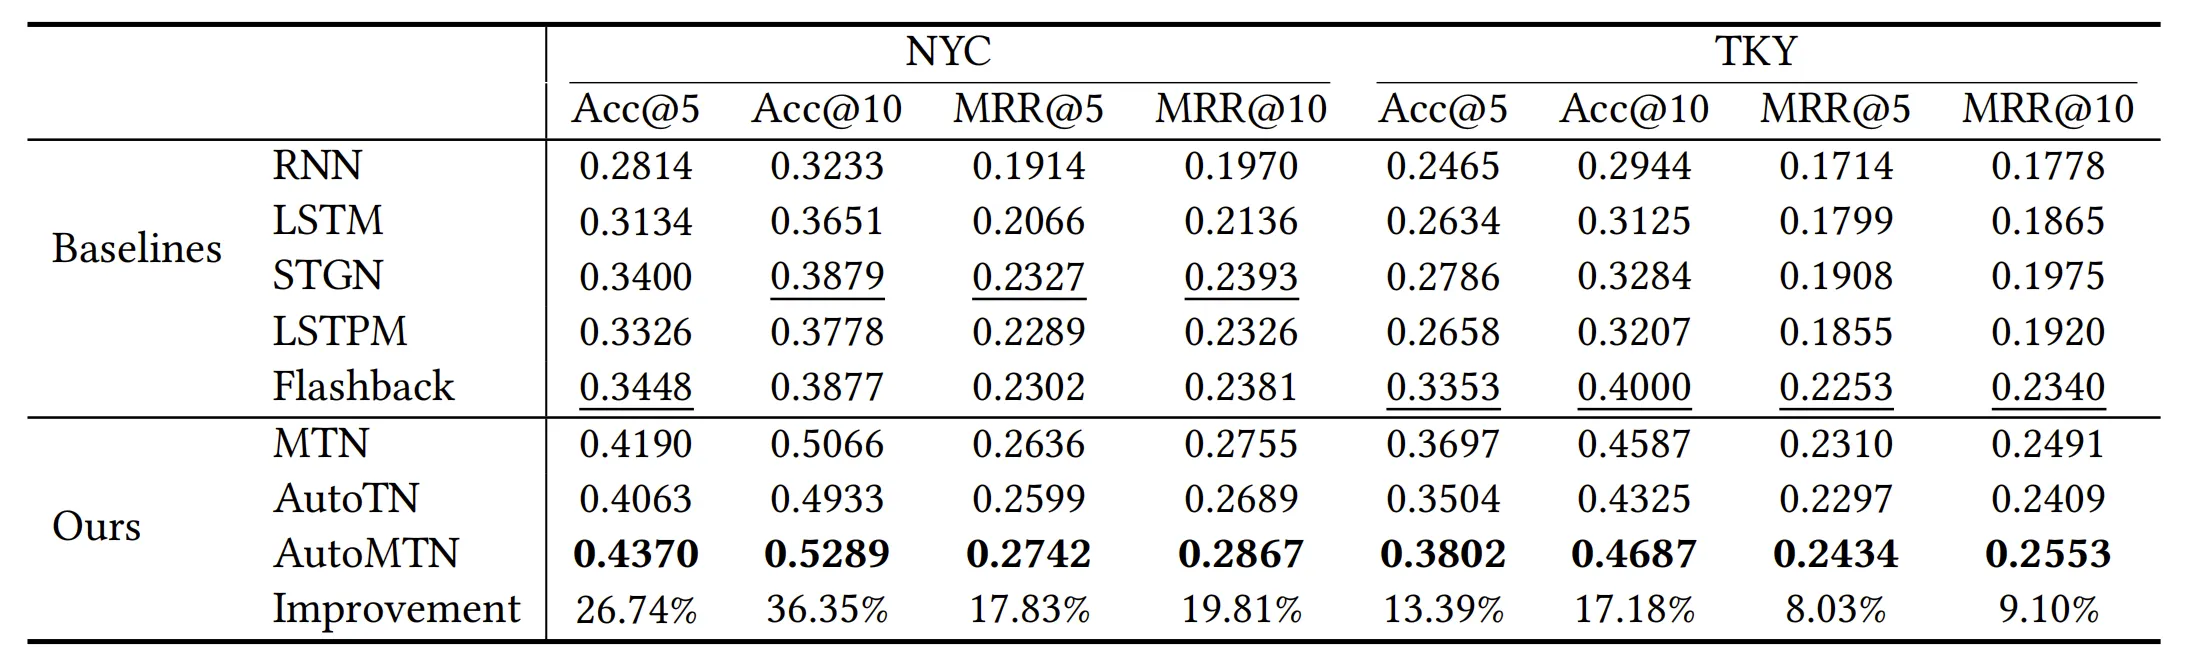 NYC TKY
Acc@5 Acc@10 MRR@5 MRR@10 Acc@5 Acc@10 MRR@5 MRR@10
Baselines
RNN 0.2814 0.3233 0.1914 0.1970 0.2465 0.2944 0.1714 0.1778
LSTM 0.3134 0.3651 0.2066 0.2136 0.2634 0.3125 0.1799 0.1865
STGN 0.3400 0.3879 0.2327 0.2393 0.2786 0.3284 0.1908 0.1975
LSTPM 0.3326 0.3778 0.2289 0.2326 0.2658 0.3207 0.1855 0.1920
Flashback 0.3448 0.3877 0.2302 0.2381 0.3353 0.4000 0.2253 0.2340
Ours
MTN 0.4190 0.5066 0.2636 0.2755 0.3697 0.4587 0.2310 0.2491
AutoTN 0.4063 0.4933 0.2599 0.2689 0.3504 0.4325 0.2297 0.2409
AutoMTN 0.4370 0.5289 0.2742 0.2867 0.3802 0.4687 0.2434 0.2553
Improvement 26.74% 36.35% 17.83% 19.81% 13.39% 17.18% 8.03% 9.10%